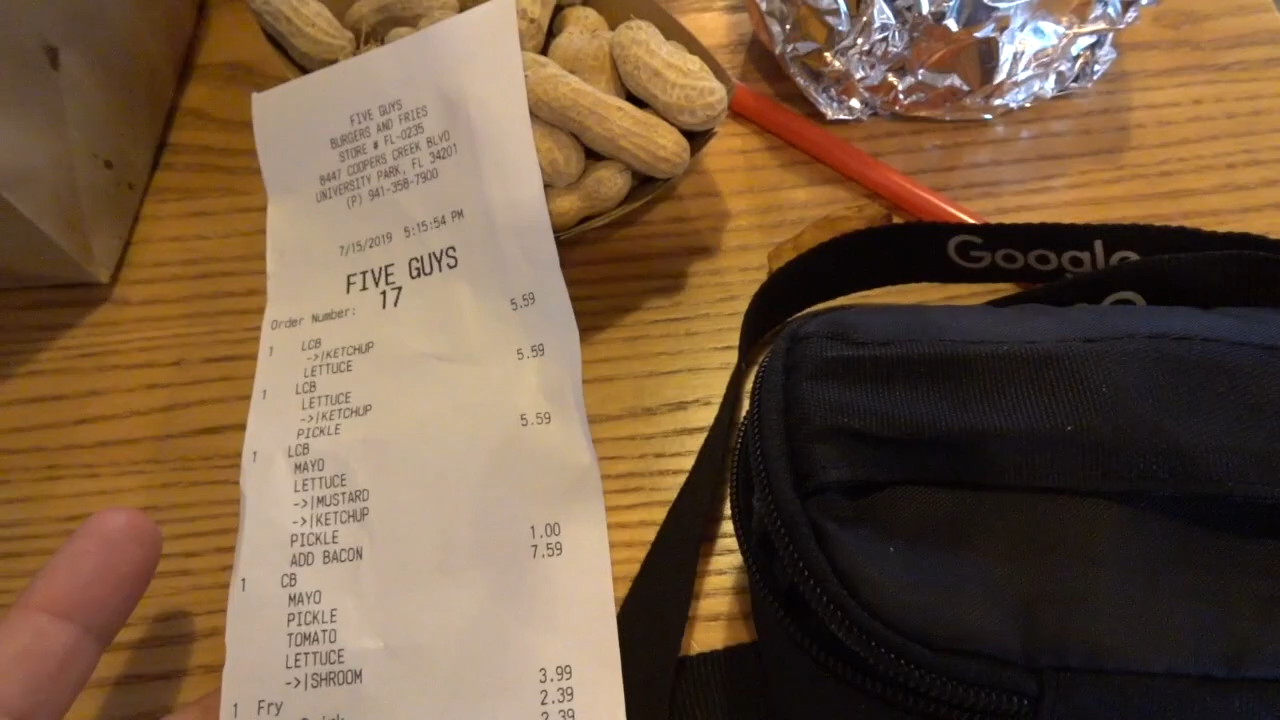 FIVE GUYS
BURGERS AND FRIES
STORE # FL-0235
8447 COOPERS CREEK BLVD
UNIVERSITY PARK, FL 34201
(P) 941-358-7900
7/15/2019 5:15:54 PM
FIVE GUYS
Order Number: 17
1 LCB 5.59
->|KETCHUP
LETTUCE
1 LCB 5.59
LETTUCE
->|KETCHUP
PICKLE
1 LCB 5.59
MAYO
LETTUCE
->|MUSTARD
->|KETCHUP
PICKLE
ADD BACON 1.00
1 CB 7.59
MAYO
PICKLE
TOMATO
LETTUCE
->|SHROOM
1 Fry 3.99
Drink 2.39
2.39
Google